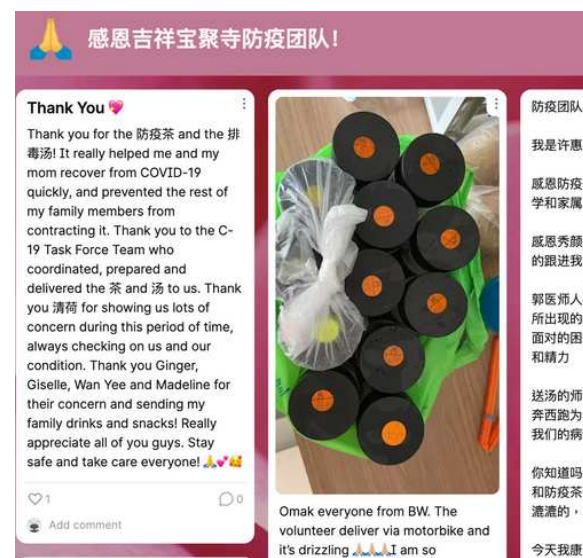 🙏 感恩吉祥宝聚寺防疫团队!
Thank You 💖
Thank you for the 防疫茶 and the 排
毒汤! It really helped me and my
mom recover from COVID-19
quickly, and prevented the rest of
my family members from
contracting it. Thank you to the C-
19 Task Force Team who
coordinated, prepared and
delivered the 茶 and 汤 to us. Thank
you 清荷 for showing us lots of
concern during this period of time,
always checking on us and our
condition. Thank you Ginger,
Giselle, Wan Yee and Madeline for
their concern and sending my
family drinks and snacks! Really
appreciate all of you guys. Stay
safe and take care everyone! 🙏💕🥰
1
0
Add comment
Omak everyone from BW. The
volunteer deliver via motorbike and
it's drizzling 🙏🏻🙏🏻🙏🏻I am so
防疫团队
我是许惠
感恩防疫
学和家属
感恩秀颜
的跟进我
郭医师人
所出现的
面对的困
和精力
送汤的师
奔西跑为
我们的病
你知道吗
和防疫茶
漉漉的，
今天我康